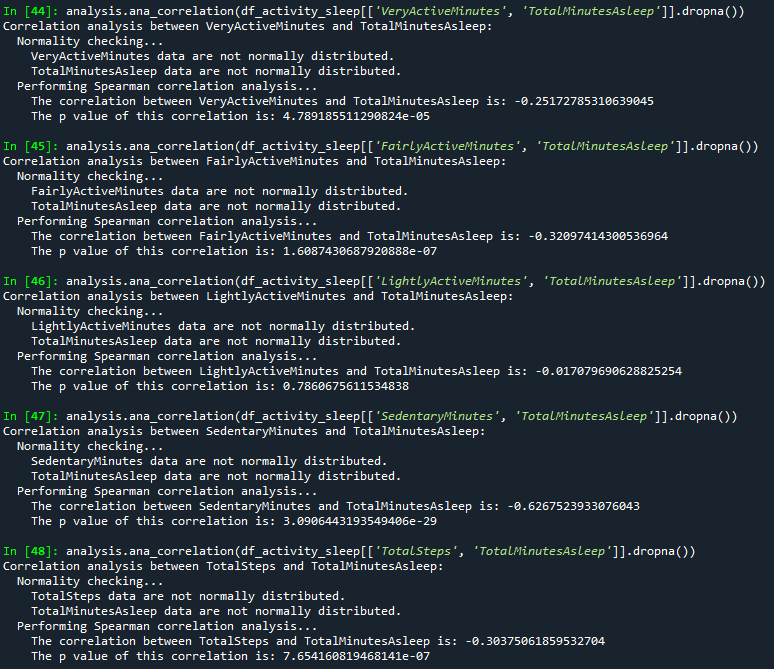 In [44]: analysis.ana_correlation(df_activity_sleep[['VeryActiveMinutes', 'TotalMinutesAsleep']].dropna())
Correlation analysis between VeryActiveMinutes and TotalMinutesAsleep:
  Normality checking...
    VeryActiveMinutes data are not normally distributed.
    TotalMinutesAsleep data are not normally distributed.
  Performing Spearman correlation analysis...
    The correlation between VeryActiveMinutes and TotalMinutesAsleep is: -0.25172785310639045
    The p value of this correlation is: 4.789185511290824e-05

In [45]: analysis.ana_correlation(df_activity_sleep[['FairlyActiveMinutes', 'TotalMinutesAsleep']].dropna())
Correlation analysis between FairlyActiveMinutes and TotalMinutesAsleep:
  Normality checking...
    FairlyActiveMinutes data are not normally distributed.
    TotalMinutesAsleep data are not normally distributed.
  Performing Spearman correlation analysis...
    The correlation between FairlyActiveMinutes and TotalMinutesAsleep is: -0.32097414300536964
    The p value of this correlation is: 1.6087430687920888e-07

In [46]: analysis.ana_correlation(df_activity_sleep[['LightlyActiveMinutes', 'TotalMinutesAsleep']].dropna())
Correlation analysis between LightlyActiveMinutes and TotalMinutesAsleep:
  Normality checking...
    LightlyActiveMinutes data are not normally distributed.
    TotalMinutesAsleep data are not normally distributed.
  Performing Spearman correlation analysis...
    The correlation between LightlyActiveMinutes and TotalMinutesAsleep is: -0.017079690628825254
    The p value of this correlation is: 0.7860675611534838

In [47]: analysis.ana_correlation(df_activity_sleep[['SedentaryMinutes', 'TotalMinutesAsleep']].dropna())
Correlation analysis between SedentaryMinutes and TotalMinutesAsleep:
  Normality checking...
    SedentaryMinutes data are not normally distributed.
    TotalMinutesAsleep data are not normally distributed.
  Performing Spearman correlation analysis...
    The correlation between SedentaryMinutes and TotalMinutesAsleep is: -0.6267523933076043
    The p value of this correlation is: 3.0906443193549406e-29

In [48]: analysis.ana_correlation(df_activity_sleep[['TotalSteps', 'TotalMinutesAsleep']].dropna())
Correlation analysis between TotalSteps and TotalMinutesAsleep:
  Normality checking...
    TotalSteps data are not normally distributed.
    TotalMinutesAsleep data are not normally distributed.
  Performing Spearman correlation analysis...
    The correlation between TotalSteps and TotalMinutesAsleep is: -0.30375061859532704
    The p value of this correlation is: 7.654160819468141e-07